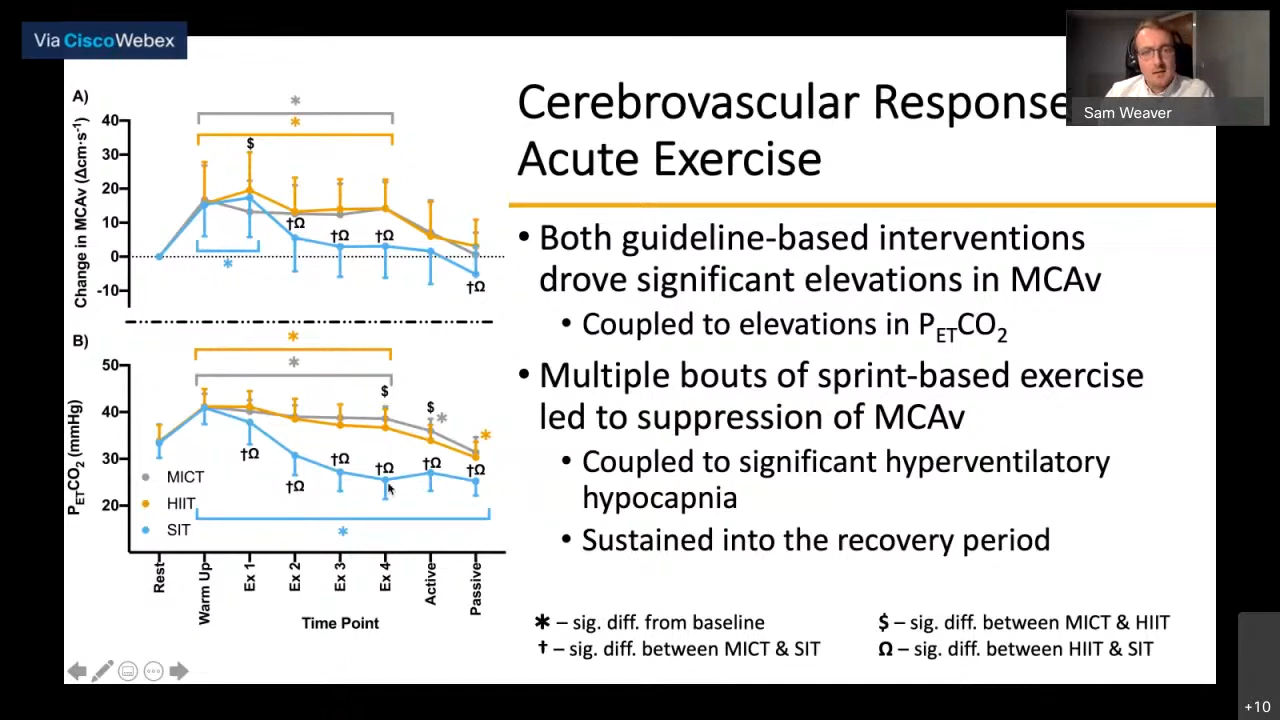 Via Cisco Webex
Sam Weaver
Cerebrovascular Response
Acute Exercise
A)
Change in MCAv (Δcm·s⁻¹)
40
30
20
10
0
-10
*
*
$
†Ω
†Ω
†Ω
*
†Ω
B)
PETCO2 (mmHg)
50
40
30
20
*
*
$
$
*
*
†Ω
†Ω
†Ω
†Ω
†Ω
†Ω
*
MICT
HIIT
SIT
Rest
Warm Up
Ex 1
Ex 2
Ex 3
Ex 4
Active
Passive
Time Point
• Both guideline-based interventions
drove significant elevations in MCAv
• Coupled to elevations in PETCO2
• Multiple bouts of sprint-based exercise
led to suppression of MCAv
• Coupled to significant hyperventilatory
hypocapnia
• Sustained into the recovery period
* – sig. diff. from baseline
$ – sig. diff. between MICT & HIIT
† – sig. diff. between MICT & SIT
Ω – sig. diff. between HIIT & SIT
+10